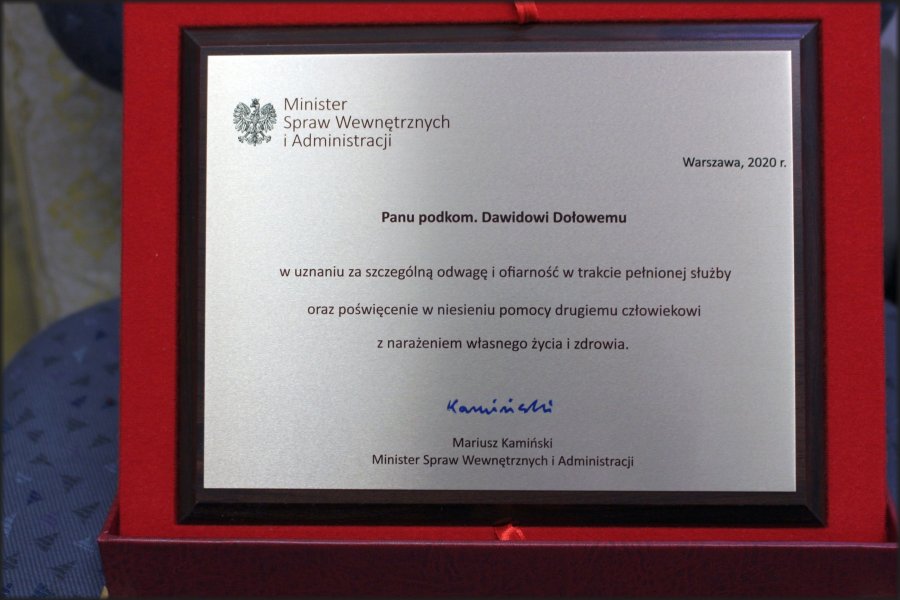 Minister
Spraw Wewnętrznych
i Administracji
Warszawa, 2020 r.
Panu podkom. Dawidowi Dołowemu
w uznaniu za szczególną odwagę i ofiarność w trakcie pełnionej służby
oraz poświęcenie w niesieniu pomocy drugiemu człowiekowi
z narażeniem własnego życia i zdrowia.
Kamiński
Mariusz Kamiński
Minister Spraw Wewnętrznych i Administracji